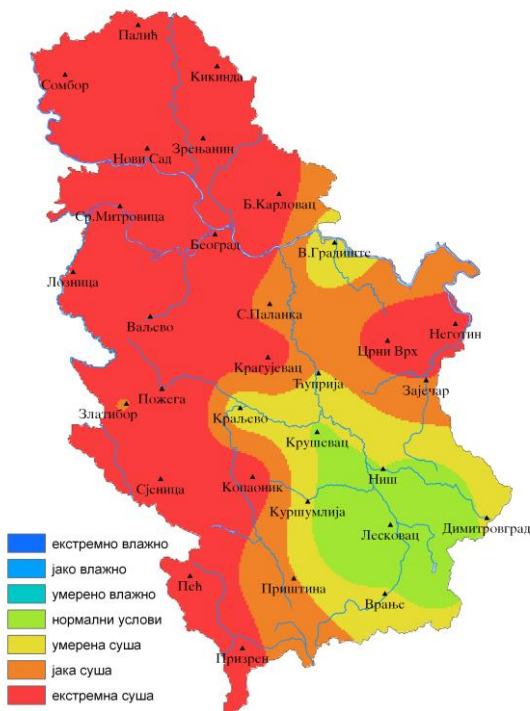 Палић
Сомбор
Кикинда
Зрењанин
Нови Сад
Б.Карловац
Ср.Митровица
Београд
В.Градиште
Лозница
С.Паланка
Ваљево
Неготин
Црни Врх
Крагујевац
Ћуприја
Зајечар
Пожега
Златибор
Краљево
Крушевац
Ниш
Сјеница
Копаоник
Куршумлија
Лесковац
Димитровград
Пећ
Приштина
Врање
Призрен
екстремно влажно
јако влажно
умерено влажно
нормални услови
умерена суша
јака суша
екстремна суша